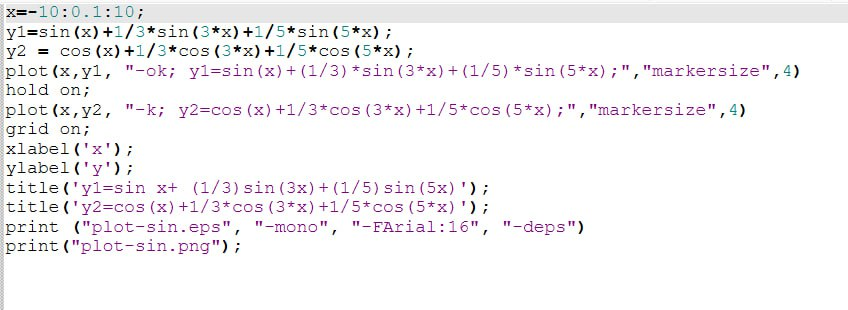 x=-10:0.1:10;
y1=sin(x)+1/3*sin(3*x)+1/5*sin(5*x);
y2 = cos(x)+1/3*cos(3*x)+1/5*cos(5*x);
plot(x,y1, "-ok; y1=sin(x)+(1/3)*sin(3*x)+(1/5)*sin(5*x);","markersize",4)
hold on;
plot(x,y2, "-k; y2=cos(x)+1/3*cos(3*x)+1/5*cos(5*x);","markersize",4)
grid on;
xlabel('x');
ylabel('y');
title('y1=sin x+ (1/3)sin(3x)+(1/5)sin(5x)');
title('y2=cos(x)+1/3*cos(3*x)+1/5*cos(5*x)');
print ("plot-sin.eps", "-mono", "-FArial:16", "-deps")
print("plot-sin.png");